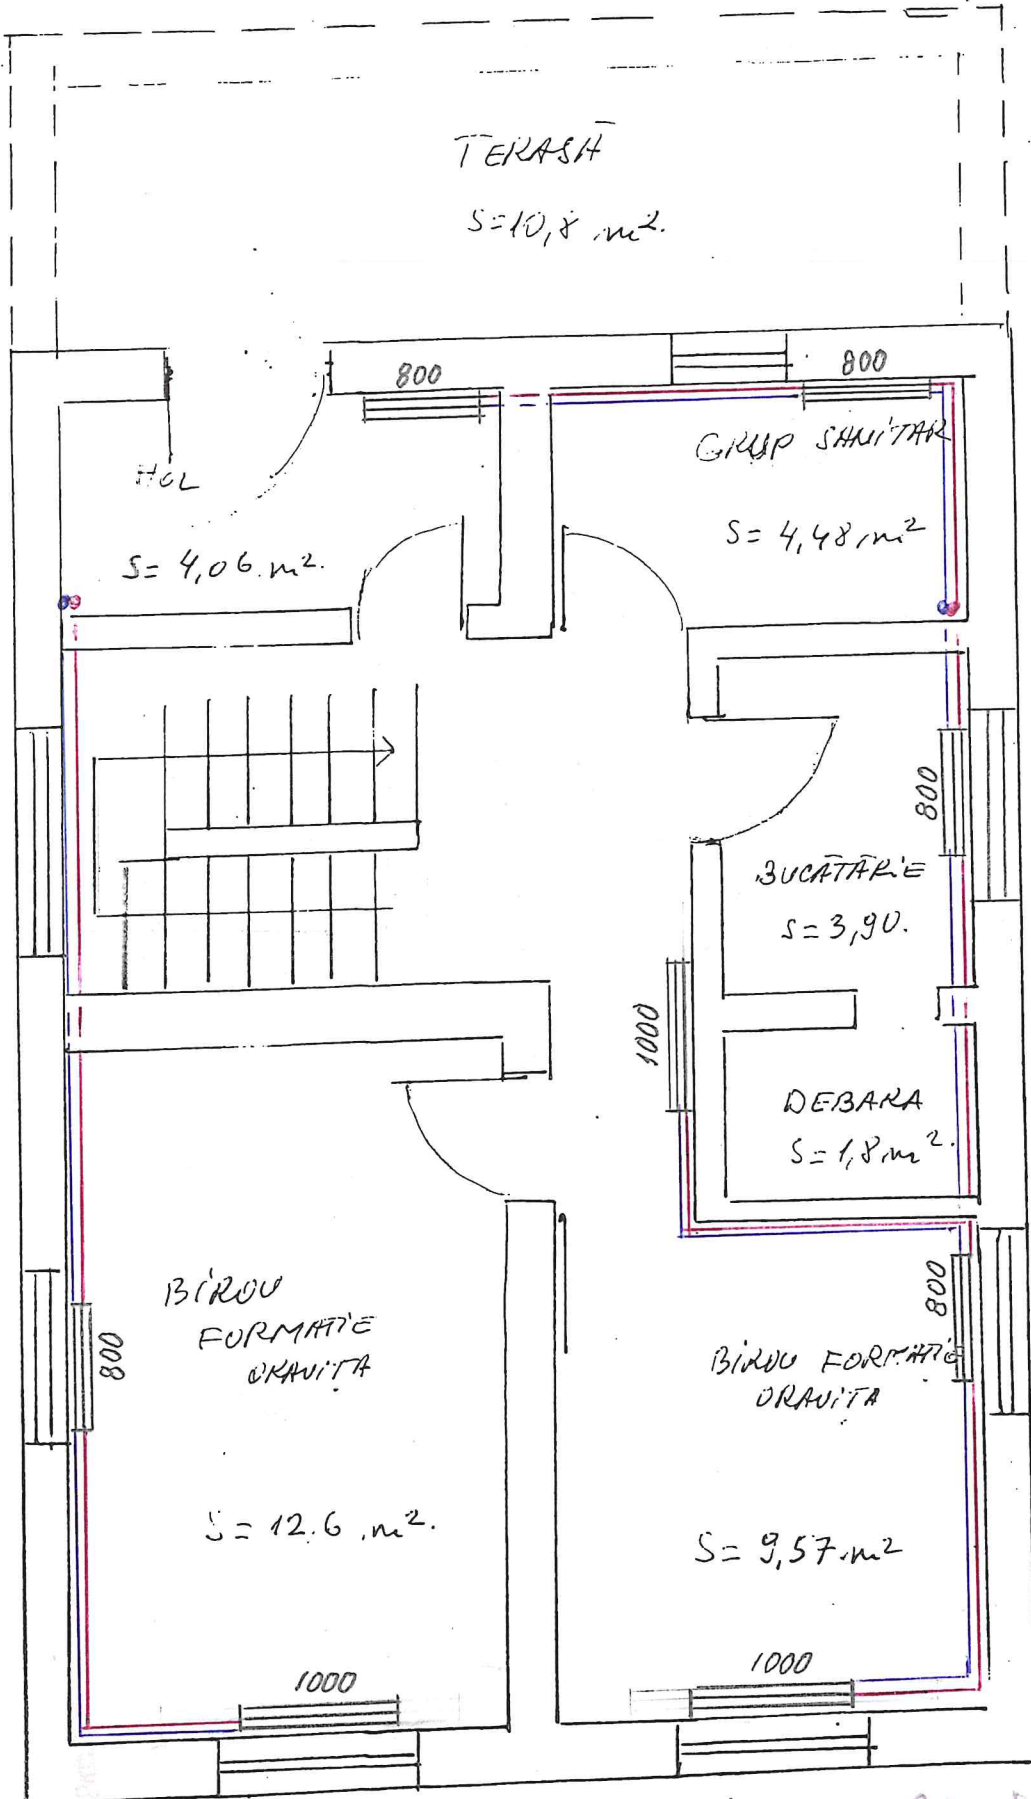 TERASĂ
S=10,8 m².
800
800
HOL
GRUP SANITAR
S= 4,06 m².
S= 4,48 m²
800
BUCĂTĂRIE
S= 3,90.
1000
DEBARA
S= 1,8 m².
BIROU
FORMATIE
ORAVIȚA
800
800
BIROU FORMATIE
ORAVIȚA
S= 12.6 m².
S= 9,57 m²
1000
1000